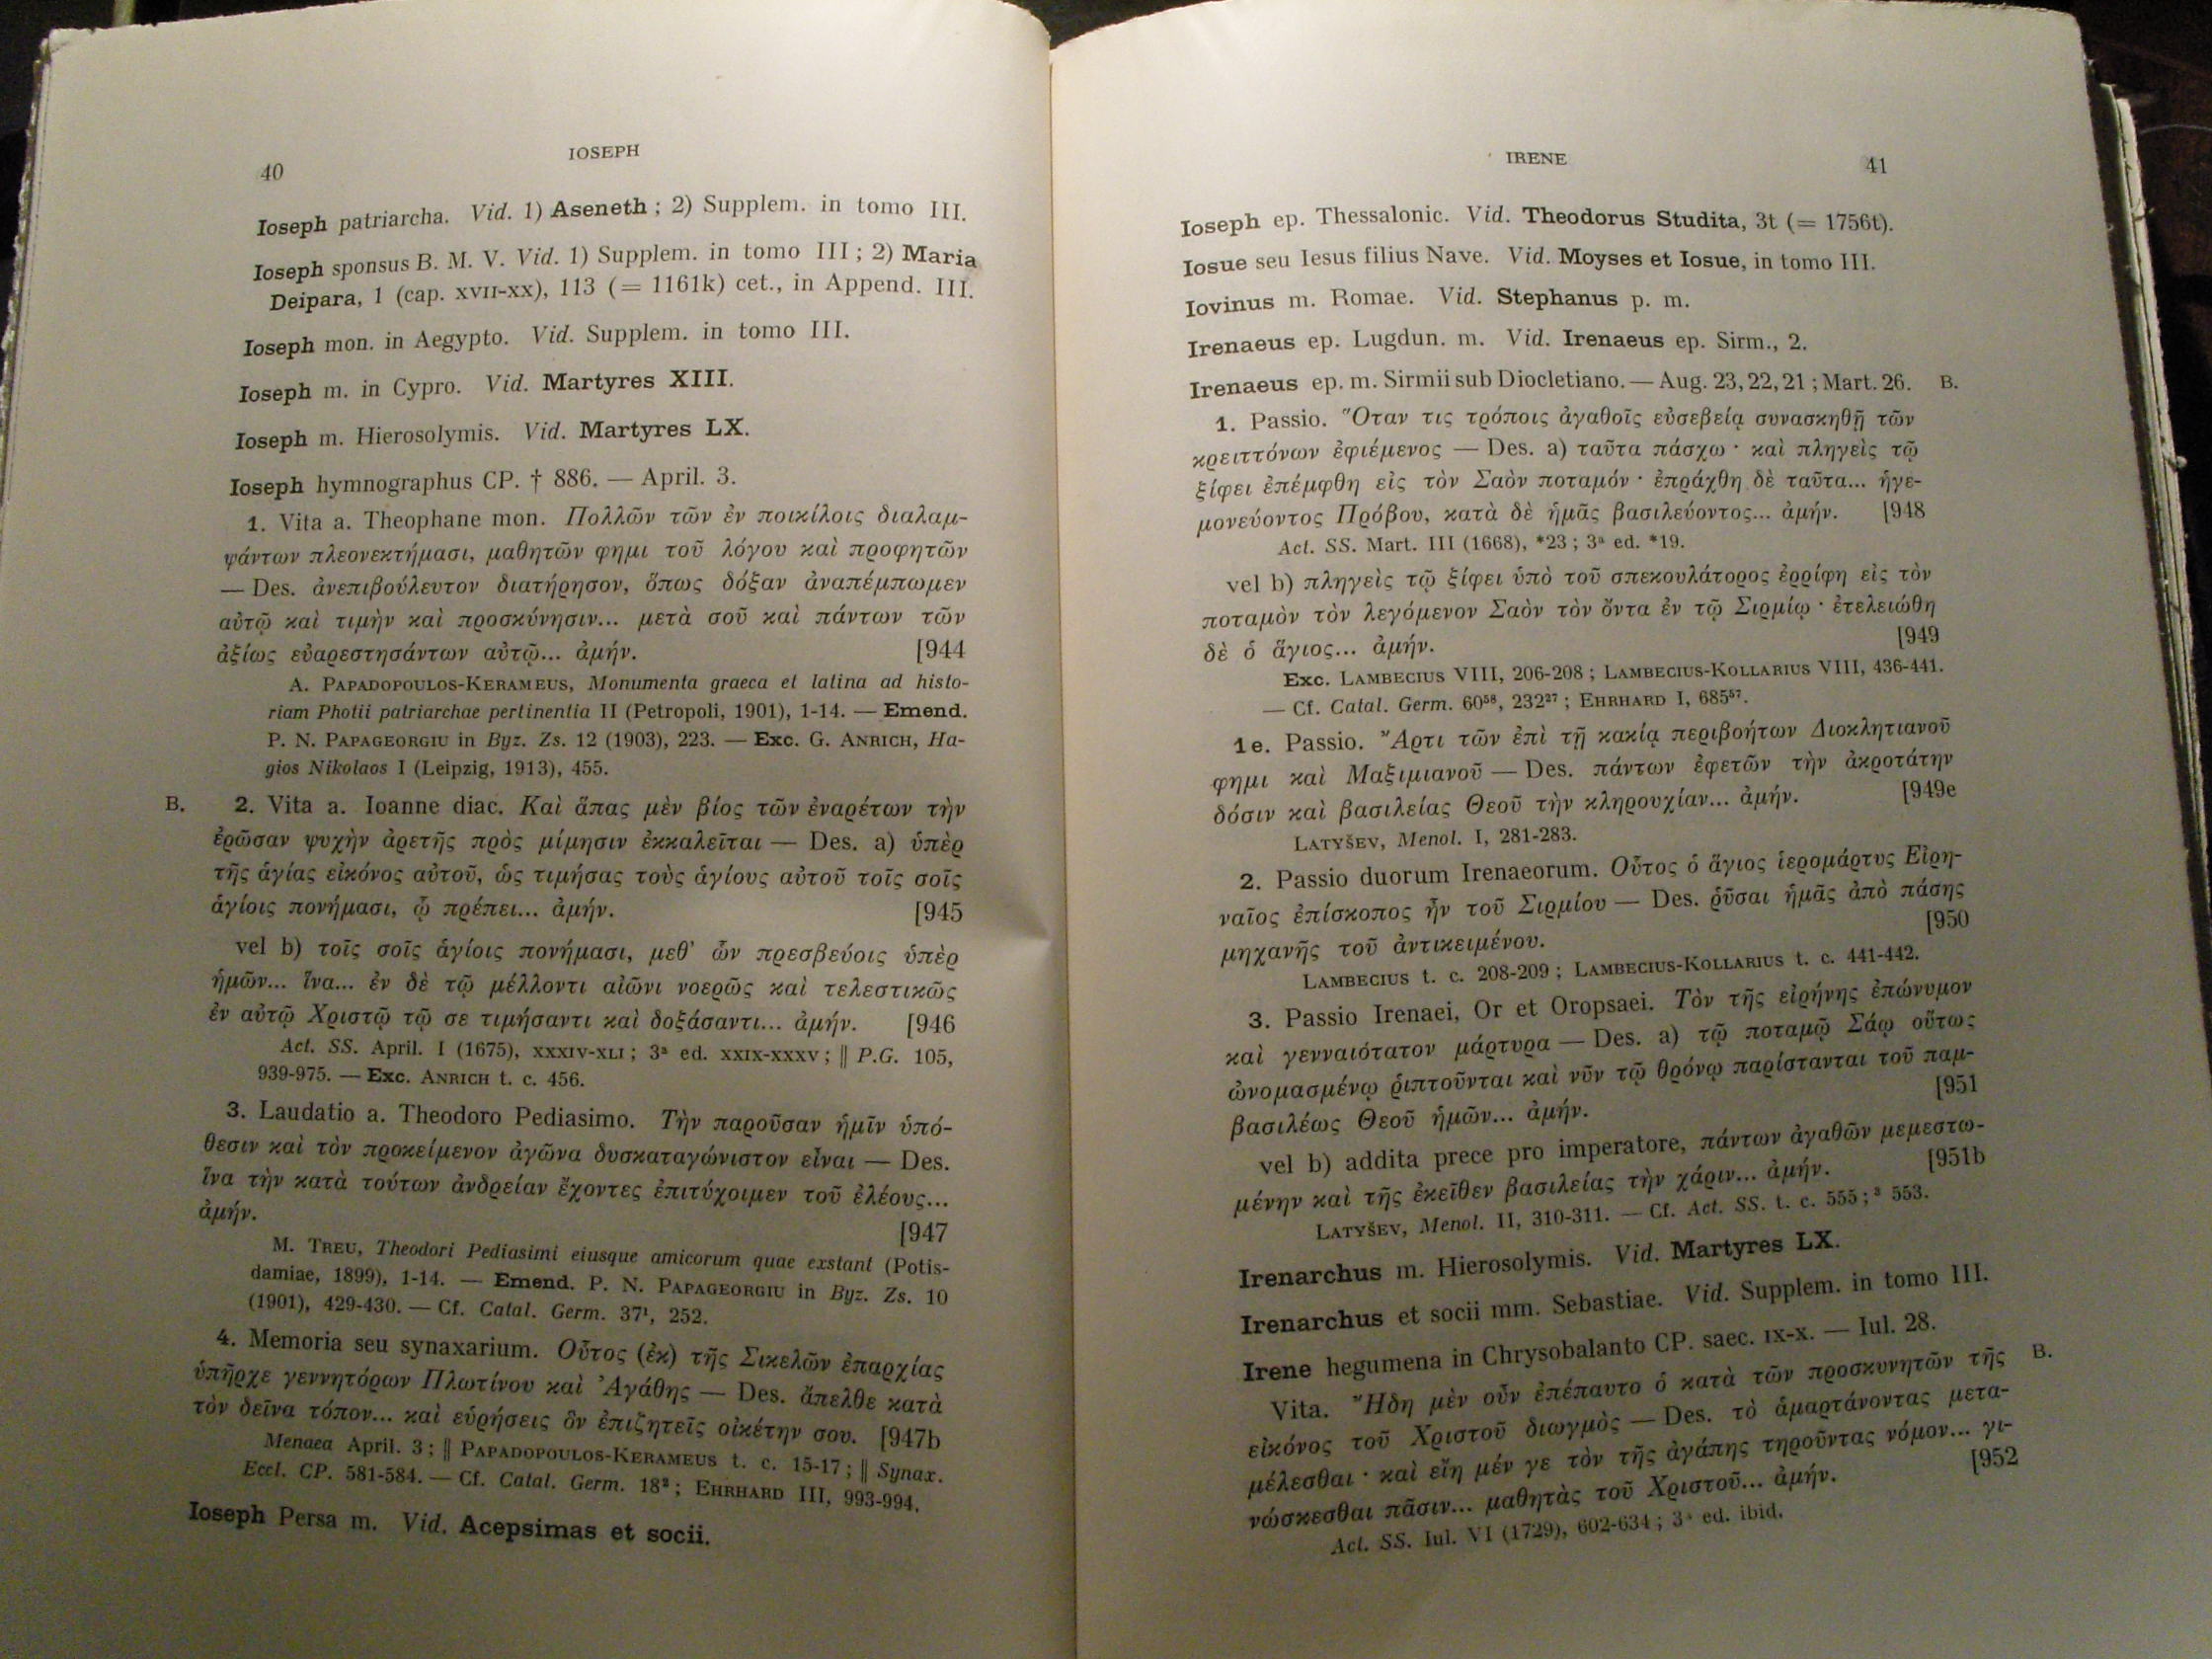 40
IOSEPH
Ioseph patriarcha. Vid. 1) Aseneth ; 2) Supplem. in tomo III.
Ioseph sponsus B. M. V. Vid. 1) Supplem. in tomo III ; 2) Maria
Deipara, 1 (cap. XVII-XX), 113 (= 1161k) cet., in Append. III.
Ioseph mon. in Aegypto. Vid. Supplem. in tomo III.
Ioseph m. in Cypro. Vid. Martyres XIII.
Ioseph m. Hierosolymis. Vid. Martyres LX.
Ioseph hymnographus CP. † 886. — April. 3.
1. Vita a. Theophane mon. Πολλῶν τῶν ἐν ποικίλοις διαλαμ-
ψάντων πλεονεκτήμασι, μαθητῶν φημι τοῦ λόγου καὶ προφητῶν
— Des. ἀνεπιβούλευτον διατήρησον, ὅπως δόξαν ἀναπέμπωμεν
αὐτῷ καὶ τιμὴν καὶ προσκύνησιν... μετὰ σοῦ καὶ πάντων τῶν
ἀξίως εὐαρεστησάντων αὐτῷ... ἀμήν. [944
A. PAPADOPOULOS-KERAMEUS, Monumenta graeca et latina ad histo-
riam Photii patriarchae pertinentia II (Petropoli, 1901), 1-14. — Emend.
P. N. PAPAGEORGIU in Byz. Zs. 12 (1903), 223. — Exc. G. ANRICH, Ha-
gios Nikolaos I (Leipzig, 1913), 455.
B. 2. Vita a. Ioanne diac. Καὶ ἅπας μὲν βίος τῶν ἐναρέτων τὴν
ἐρῶσαν ψυχὴν ἀρετῆς πρὸς μίμησιν ἐκκαλεῖται — Des. a) ὑπὲρ
τῆς ἁγίας εἰκόνος αὐτοῦ, ὡς τιμήσας τοὺς ἁγίους αὐτοῦ τοῖς σοῖς
ἁγίοις πονήμασι, ᾧ πρέπει... ἀμήν. [945
vel b) τοῖς σοῖς ἁγίοις πονήμασι, μεθ' ὧν πρεσβεύοις ὑπὲρ
ἡμῶν... ἵνα... ἐν δὲ τῷ μέλλοντι αἰῶνι νοερῶς καὶ τελεστικῶς
ἐν αὐτῷ Χριστῷ τῷ σε τιμήσαντι καὶ δοξάσαντι... ἀμήν. [946
Act. SS. April. I (1675), XXXIV-XLI ; 3ᵃ ed. XXIX-XXXV ; || P.G. 105,
939-975. — Exc. ANRICH t. c. 456.
3. Laudatio a. Theodoro Pediasimo. Τὴν παροῦσαν ἡμῖν ὑπό-
θεσιν καὶ τὸν προκείμενον ἀγῶνα δυσκαταγώνιστον εἶναι — Des.
ἵνα τὴν κατὰ τούτων ἀνδρείαν ἔχοντες ἐπιτύχοιμεν τοῦ ἐλέους...
ἀμήν. [947
M. TREU, Theodori Pediasimi eiusque amicorum quae exstant (Potis-
damiae, 1899), 1-14. — Emend. P. N. PAPAGEORGIU in Byz. Zs. 10
(1901), 429-430. — Cf. Catal. Germ. 37¹, 252.
4. Memoria seu synaxarium. Οὗτος (ἐκ) τῆς Σικελῶν ἐπαρχίας
ὑπῆρχε γεννητόρων Πλωτίνου καὶ Ἀγάθης — Des. ἄπελθε κατὰ
τὸν δεῖνα τόπον... καὶ εὑρήσεις ὃν ἐπιζητεῖς οἰκέτην σου. [947b
Menaea April. 3 ; || PAPADOPOULOS-KERAMEUS t. c. 15-17 ; || Synax.
Eccl. CP. 581-584. — Cf. Catal. Germ. 18² ; EHRHARD III, 993-994.
Ioseph Persa m. Vid. Acepsimas et socii.
IRENE
41
Ioseph ep. Thessalonic. Vid. Theodorus Studita, 3t (= 1756t).
Iosue seu Iesus filius Nave. Vid. Moyses et Iosue, in tomo III.
Iovinus m. Romae. Vid. Stephanus p. m.
Irenaeus ep. Lugdun. m. Vid. Irenaeus ep. Sirm., 2.
Irenaeus ep. m. Sirmii sub Diocletiano. — Aug. 23, 22, 21 ; Mart. 26. B.
1. Passio. Ὅταν τις τρόποις ἀγαθοῖς εὐσεβείᾳ συνασκηθῇ τῶν
κρειττόνων ἐφιέμενος — Des. a) ταῦτα πάσχω · καὶ πληγεὶς τῷ
ξίφει ἐπέμφθη εἰς τὸν Σαὸν ποταμόν · ἐπράχθη δὲ ταῦτα... ἡγε-
μονεύοντος Πρόβου, κατὰ δὲ ἡμᾶς βασιλεύοντος... ἀμήν. [948
Act. SS. Mart. III (1668), *23 ; 3ᵃ ed. *19.
vel b) πληγεὶς τῷ ξίφει ὑπὸ τοῦ σπεκουλάτορος ἐρρίφη εἰς τὸν
ποταμὸν τὸν λεγόμενον Σαὸν τὸν ὄντα ἐν τῷ Σιρμίῳ · ἐτελειώθη
δὲ ὁ ἅγιος... ἀμήν. [949
Exc. LAMBECIUS VIII, 206-208 ; LAMBECIUS-KOLLARIUS VIII, 436-441.
— Cf. Catal. Germ. 60⁵⁸, 232²⁷ ; EHRHARD I, 685⁵⁷.
1e. Passio. Ἄρτι τῶν ἐπὶ τῇ κακίᾳ περιβοήτων Διοκλητιανοῦ
φημι καὶ Μαξιμιανοῦ — Des. πάντων ἐφετῶν τὴν ἀκροτάτην
δόσιν καὶ βασιλείας Θεοῦ τὴν κληρουχίαν... ἀμήν. [949e
LATYŠEV, Menol. I, 281-283.
2. Passio duorum Irenaeorum. Οὗτος ὁ ἅγιος ἱερομάρτυς Εἰρη-
ναῖος ἐπίσκοπος ἦν τοῦ Σιρμίου — Des. ῥῦσαι ἡμᾶς ἀπὸ πάσης
μηχανῆς τοῦ ἀντικειμένου. [950
LAMBECIUS t. c. 208-209 ; LAMBECIUS-KOLLARIUS t. c. 441-442.
3. Passio Irenaei, Or et Oropsaei. Τὸν τῆς εἰρήνης ἐπώνυμον
καὶ γενναιότατον μάρτυρα — Des. a) τῷ ποταμῷ Σάῳ οὕτως
ὠνομασμένῳ ῥιπτοῦνται καὶ νῦν τῷ θρόνῳ παρίστανται τοῦ παμ-
βασιλέως Θεοῦ ἡμῶν... ἀμήν. [951
vel b) addita prece pro imperatore, πάντων ἀγαθῶν μεμεστω-
μένην καὶ τῆς ἐκεῖθεν βασιλείας τὴν χάριν... ἀμήν. [951b
LATYŠEV, Menol. II, 310-311. — Cf. Act. SS. t. c. 555 ; ³ 553.
Irenarchus m. Hierosolymis. Vid. Martyres LX.
Irenarchus et socii mm. Sebastiae. Vid. Supplem. in tomo III.
Irene hegumena in Chrysobalanto CP. saec. IX-X. — Iul. 28.
Vita. Ἤδη μὲν οὖν ἐπέπαυτο ὁ κατὰ τῶν προσκυνητῶν τῆς B.
εἰκόνος τοῦ Χριστοῦ διωγμὸς — Des. τὸ ἁμαρτάνοντας μετα-
μέλεσθαι · καὶ εἴη μέν γε τὸν τῆς ἀγάπης τηροῦντας νόμον... γι-
νώσκεσθαι πᾶσιν... μαθητὰς τοῦ Χριστοῦ... ἀμήν. [952
Act. SS. Iul. VI (1729), 602-634 ; 3ᵃ ed. ibid.